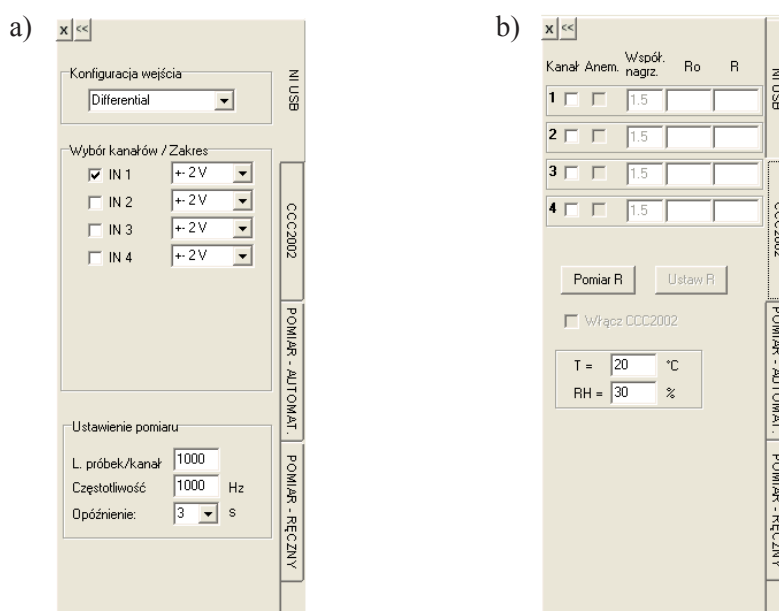 a)
x <<
Konfiguracja wejścia
Differential
Wybór kanałów / Zakres
IN 1 +- 2 V
IN 2 +- 2 V
IN 3 +- 2 V
IN 4 +- 2 V
Ustawienie pomiaru
L. próbek/kanał 1000
Częstotliwość 1000 Hz
Opóźnienie: 3 s
NI USB
CCC2002
POMIAR - AUTOMAT.
POMIAR - RĘCZNY
b)
x <<
Kanał Anem. Współ. nagrz. Ro R
1 1.5
2 1.5
3 1.5
4 1.5
Pomiar R Ustaw R
Włącz CCC2002
T = 20 °C
RH = 30 %
NI USB
CCC2002
POMIAR - AUTOMAT.
POMIAR - RĘCZNY